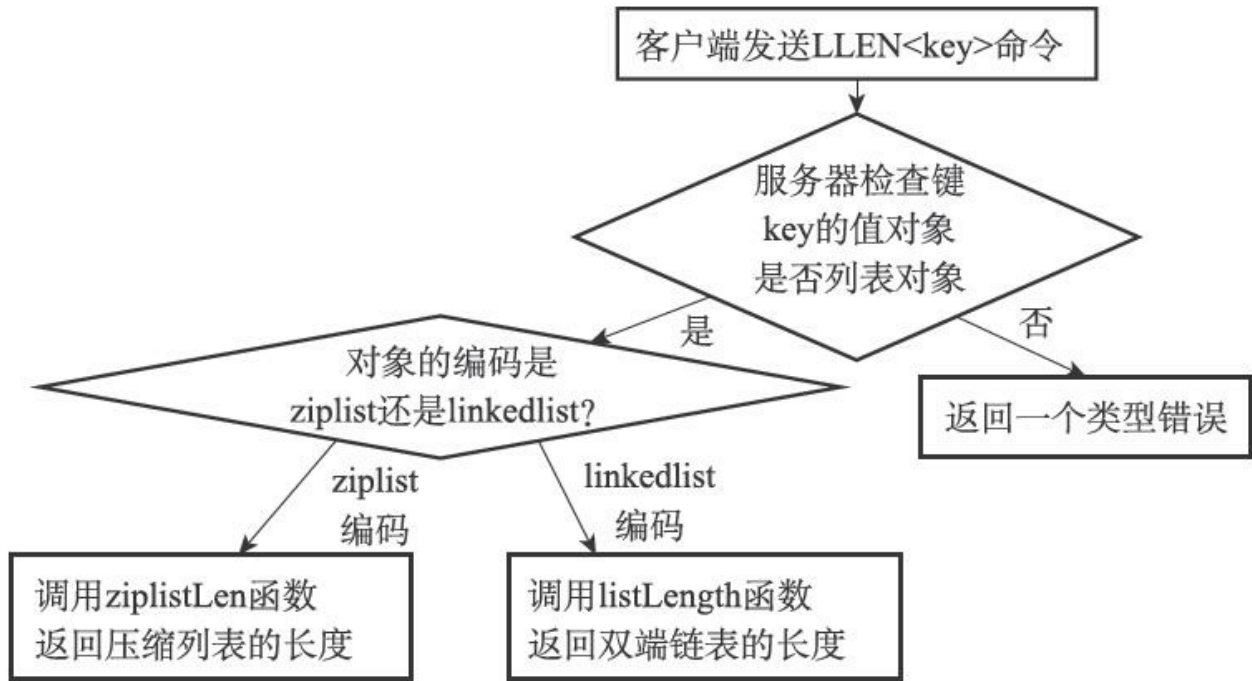 客户端发送LLEN<key>命令
服务器检查键
key的值对象
是否列表对象
是
否
对象的编码是
ziplist还是linkedlist?
返回一个类型错误
ziplist
编码
linkedlist
编码
调用ziplistLen函数
返回压缩列表的长度
调用listLength函数
返回双端链表的长度